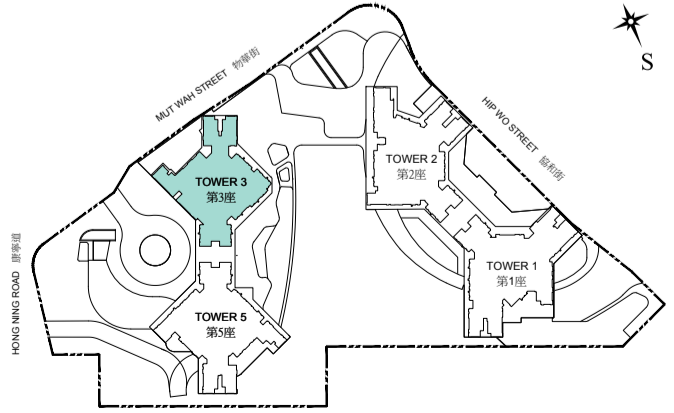 MUT WAH STREET 物華街
S
HIP WO STREET 協和街
TOWER 2
第2座
TOWER 3
第3座
HONG NING ROAD 康寧道
TOWER 1
第1座
TOWER 5
第5座